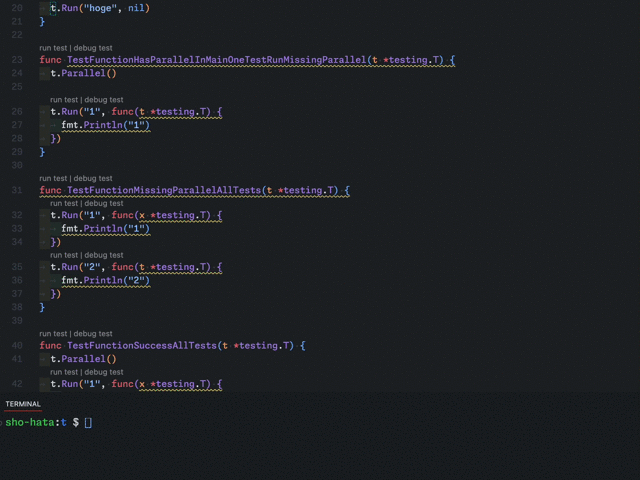 20 t.Run("hoge", nil)
21 }
22
run test | debug test
23 func TestFunctionHasParallelInMainOneTestRunMissingParallel(t *testing.T) {
24 t.Parallel()
25
run test | debug test
26 t.Run("1", func(t *testing.T) {
27 fmt.Println("1")
28 })
29 }
30
run test | debug test
31 func TestFunctionMissingParallelAllTests(t *testing.T) {
run test | debug test
32 t.Run("1", func(x *testing.T) {
33 fmt.Println("1")
34 })
run test | debug test
35 t.Run("2", func(t *testing.T) {
36 fmt.Println("2")
37 })
38 }
39
run test | debug test
40 func TestFunctionSuccessAllTests(t *testing.T) {
41 t.Parallel()
run test | debug test
42 t.Run("1", func(x *testing.T) {
TERMINAL
sho-hata:t $